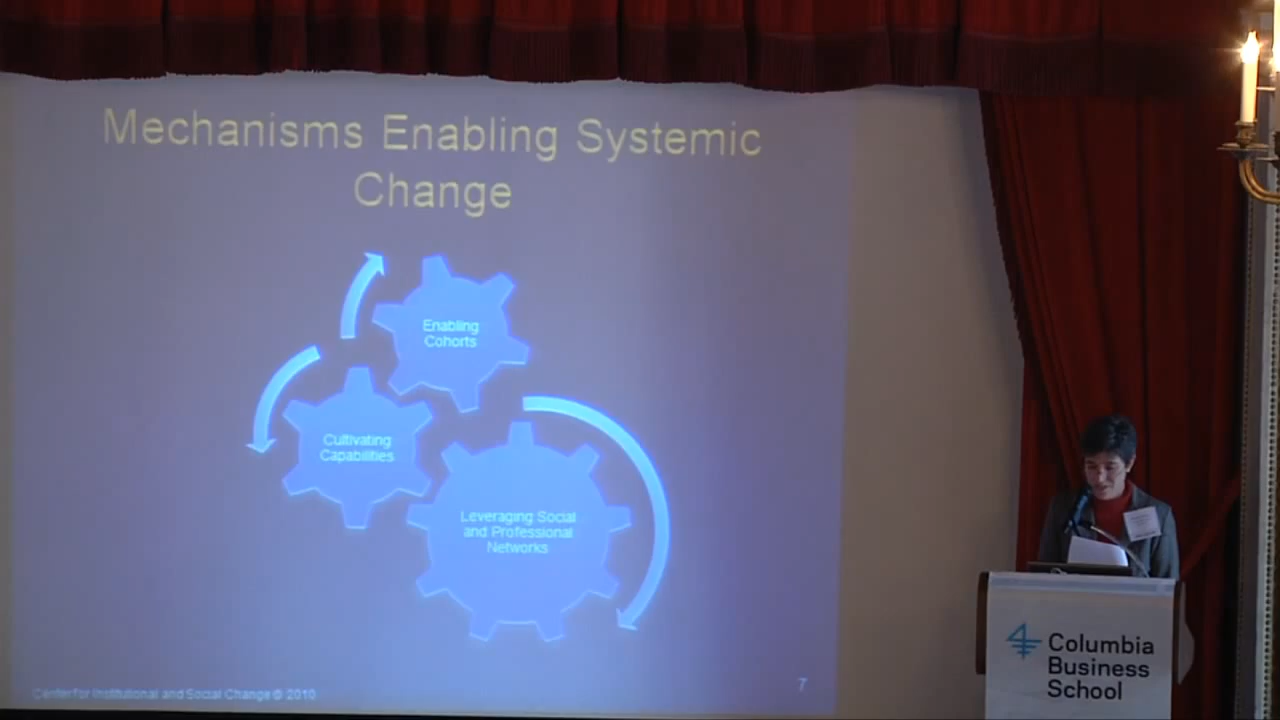 Mechanisms Enabling Systemic
Change
Enabling
Cohorts
Cultivating
Capabilities
Leveraging Social
and Professional
Networks
Center for Institutional and Social Change © 2010
7
Columbia
Business
School